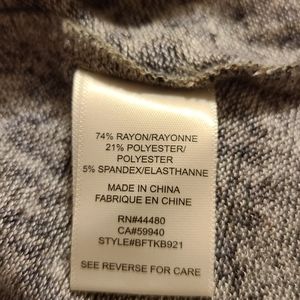 74% RAYON/RAYONNE
21% POLYESTER/
POLYESTER
5% SPANDEX/ELASTHANNE
MADE IN CHINA
FABRIQUE EN CHINE
RN#44480
CA#59940
STYLE#BFTKB921
SEE REVERSE FOR CARE